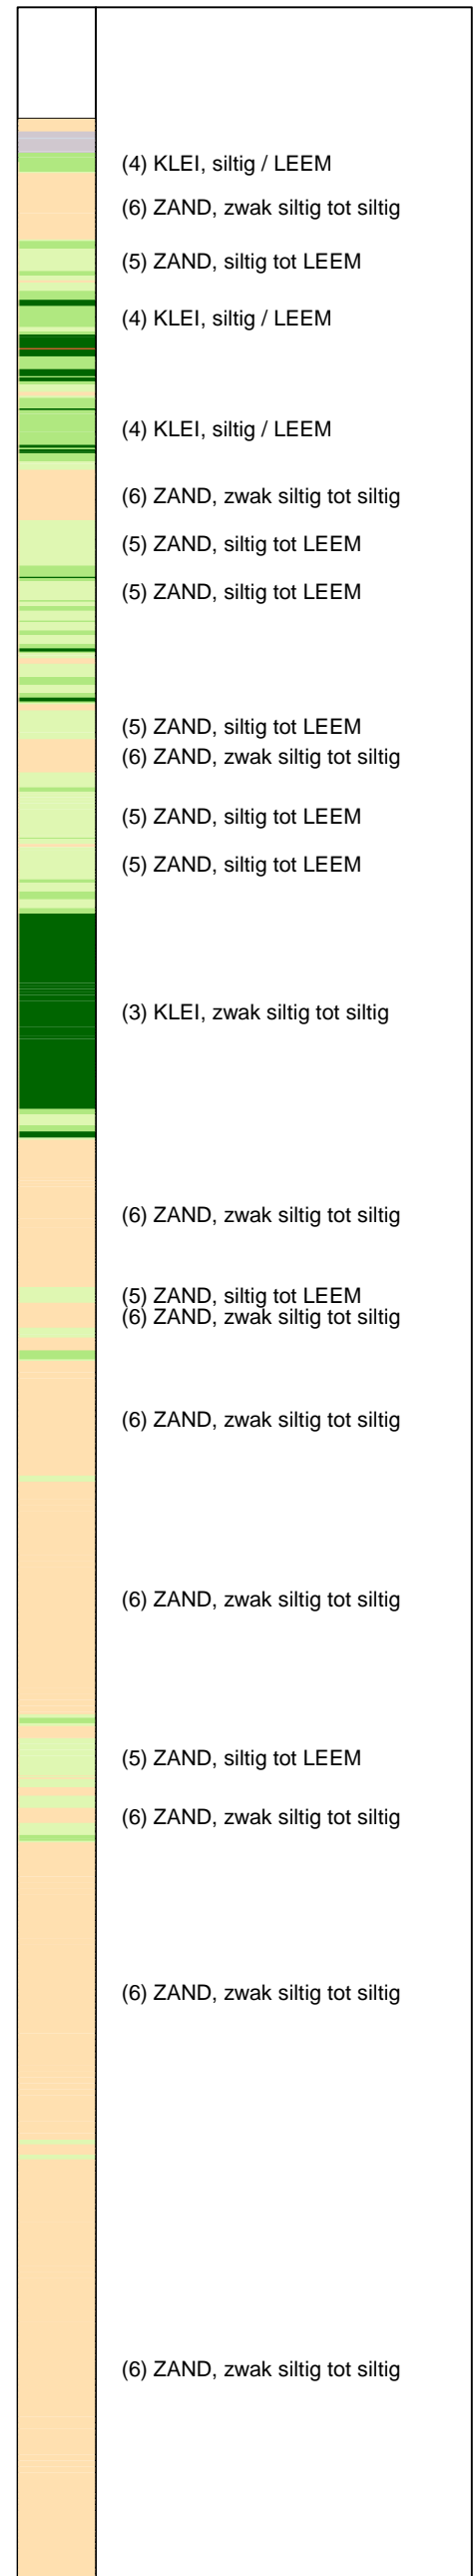 (4) KLEI, siltig / LEEM
(6) ZAND, zwak siltig tot siltig
(5) ZAND, siltig tot LEEM
(4) KLEI, siltig / LEEM
(4) KLEI, siltig / LEEM
(6) ZAND, zwak siltig tot siltig
(5) ZAND, siltig tot LEEM
(5) ZAND, siltig tot LEEM
(5) ZAND, siltig tot LEEM
(6) ZAND, zwak siltig tot siltig
(5) ZAND, siltig tot LEEM
(5) ZAND, siltig tot LEEM
(3) KLEI, zwak siltig tot siltig
(6) ZAND, zwak siltig tot siltig
(5) ZAND, siltig tot LEEM
(6) ZAND, zwak siltig tot siltig
(6) ZAND, zwak siltig tot siltig
(6) ZAND, zwak siltig tot siltig
(5) ZAND, siltig tot LEEM
(6) ZAND, zwak siltig tot siltig
(6) ZAND, zwak siltig tot siltig
(6) ZAND, zwak siltig tot siltig